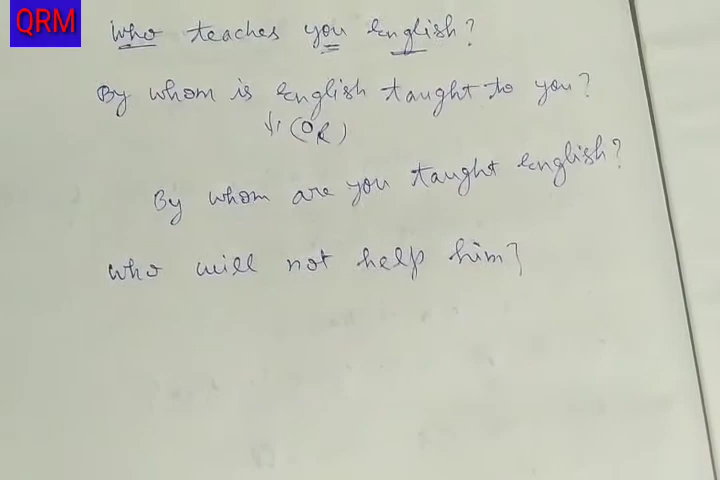 QRM
Who teaches you English?
By whom is English taught to you?
(OR)
By whom are you taught English?
who will not help him?